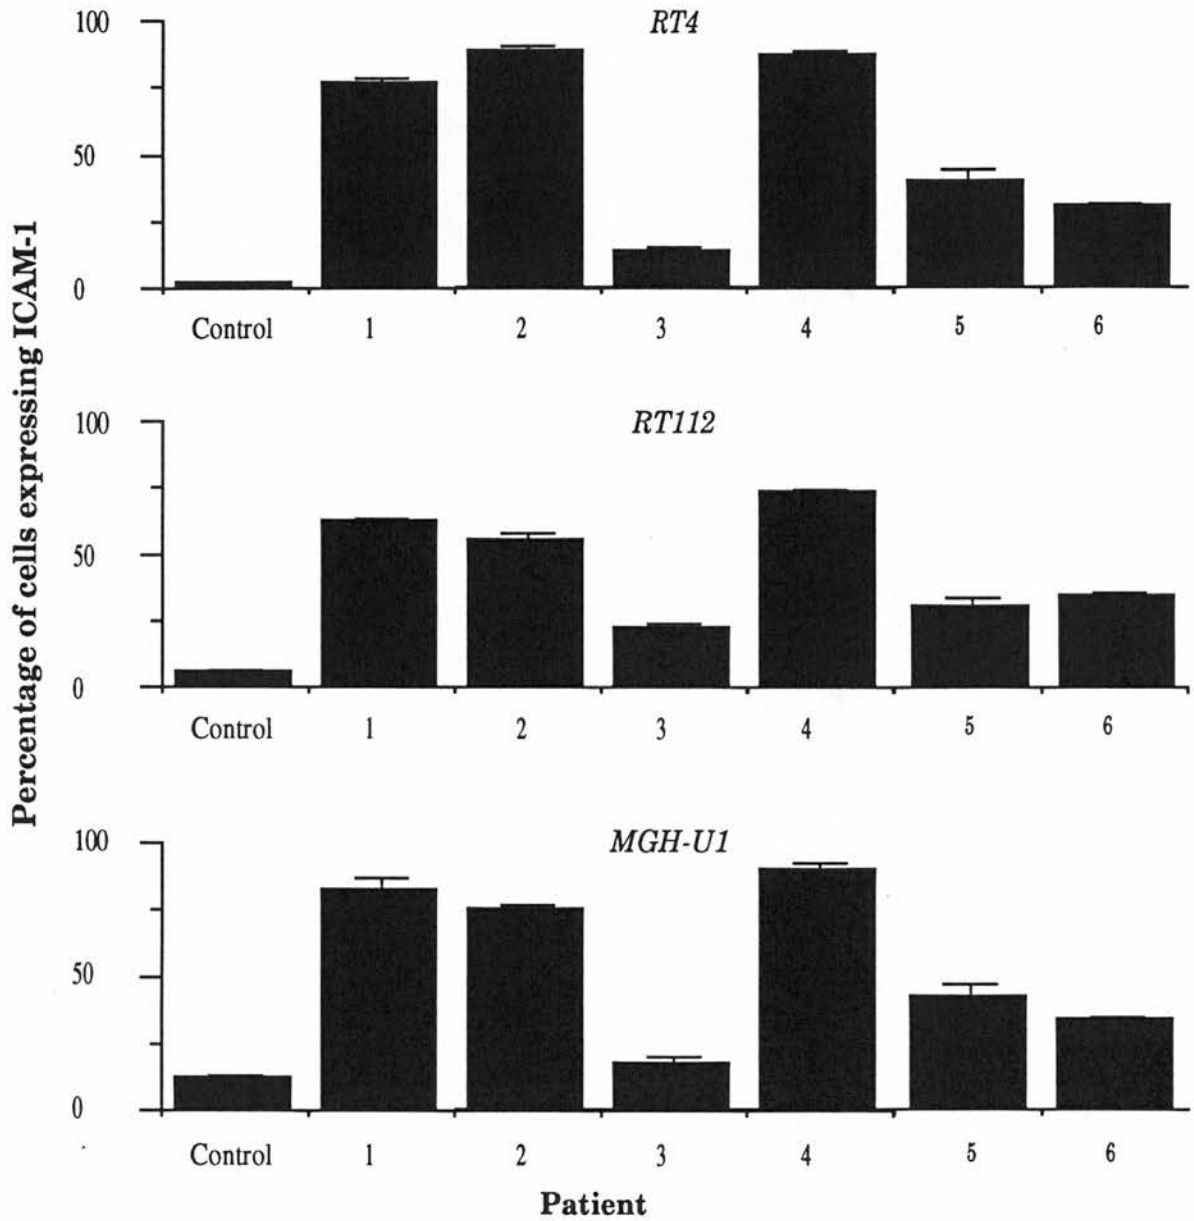 Percentage of cells expressing ICAM-1
RT4
100
50
0
Control 1 2 3 4 5 6
RT112
100
50
0
Control 1 2 3 4 5 6
MGH-U1
100
50
0
Control 1 2 3 4 5 6
Patient